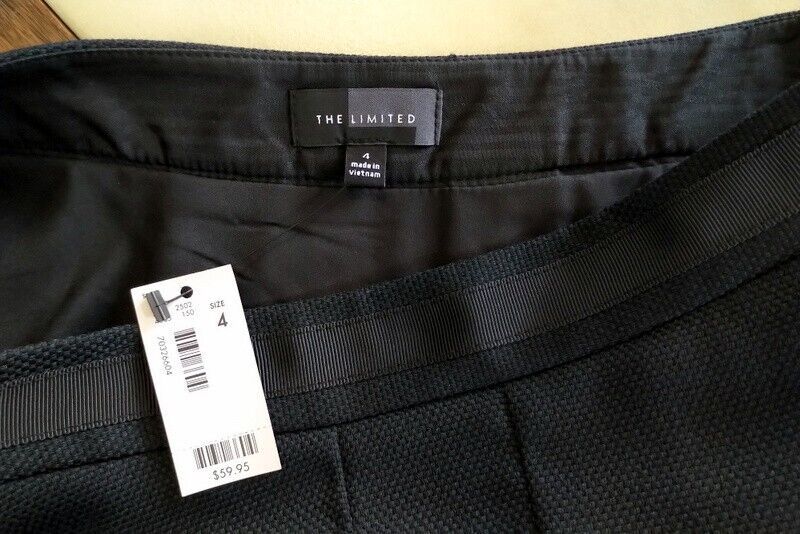 THE LIMITED
4
made in
vietnam
2502
150
SIZE
4
70326604
$59.95